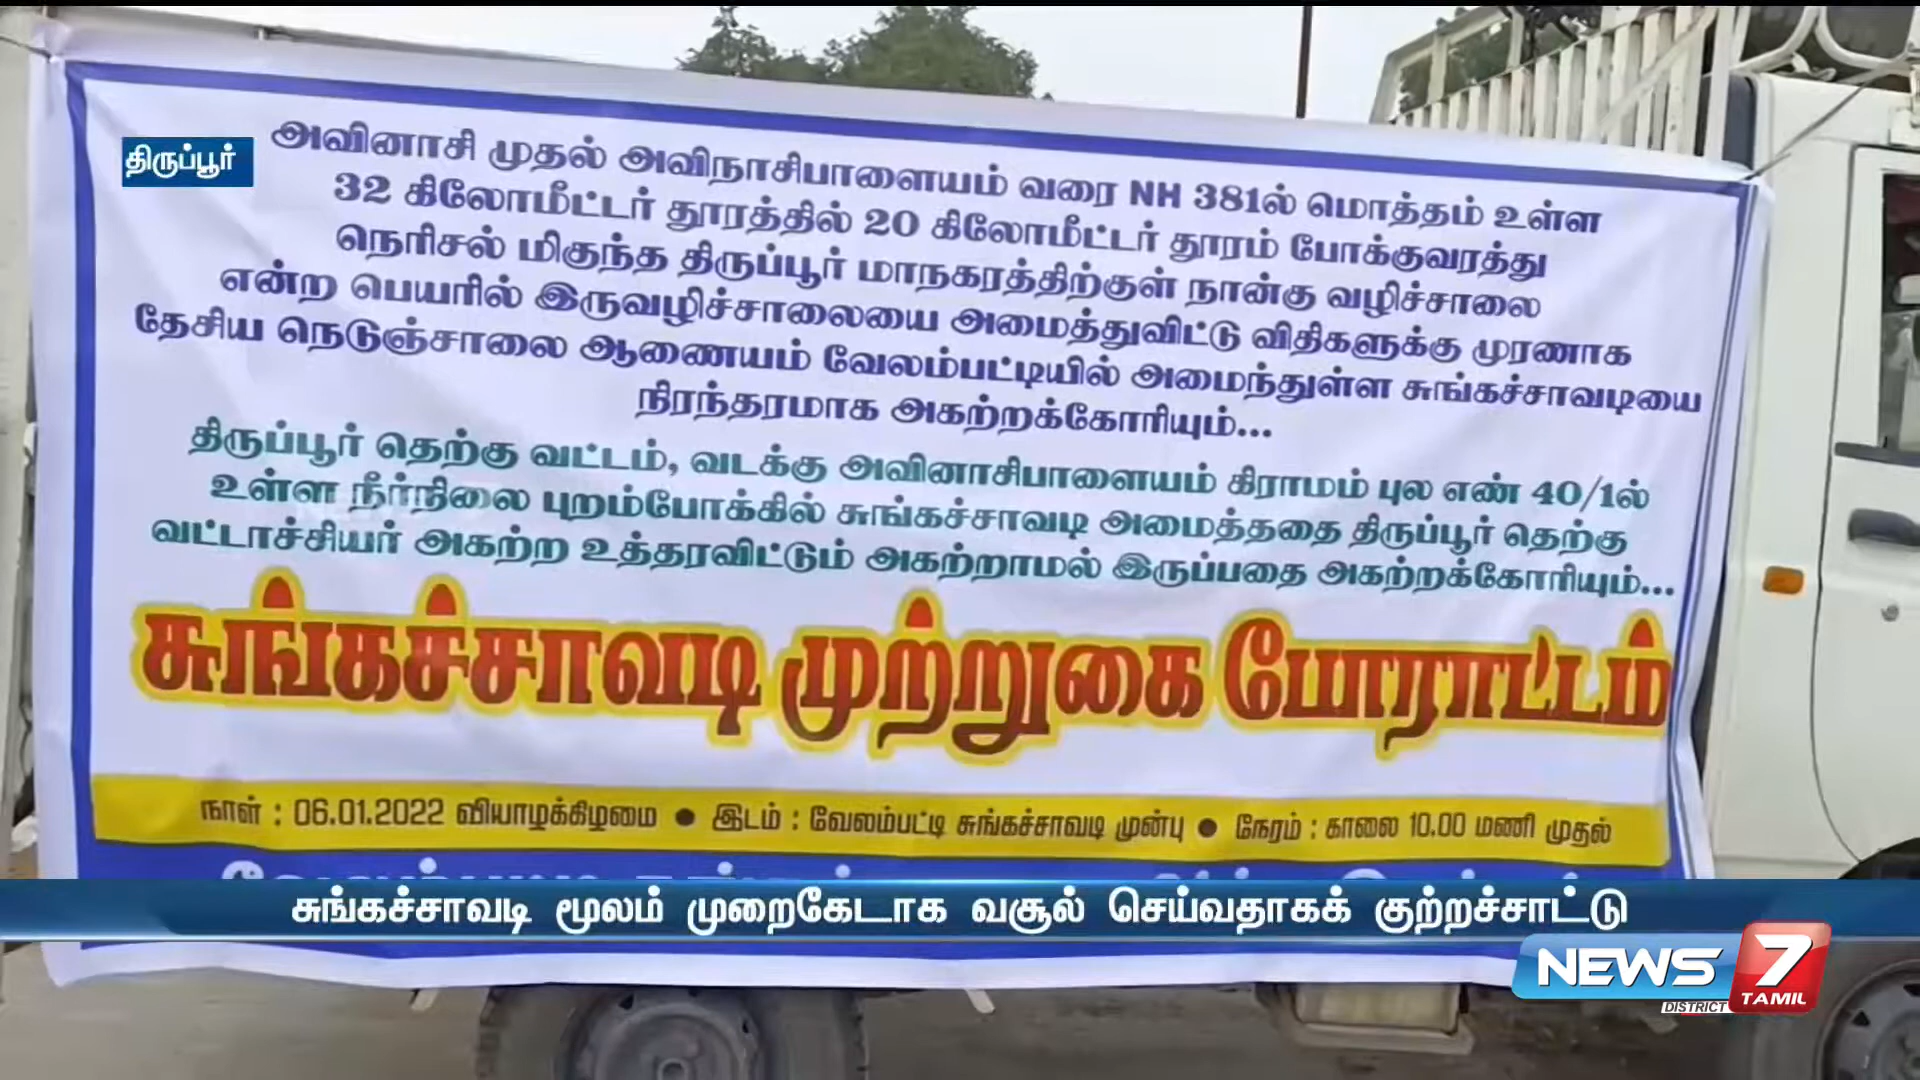 திருப்பூர்
அவினாசி முதல் அவிநாசிபாளையம் வரை NH 381ல் மொத்தம் உள்ள
32 கிலோமீட்டர் தூரத்தில் 20 கிலோமீட்டர் தூரம் போக்குவரத்து
நெரிசல் மிகுந்த திருப்பூர் மாநகரத்திற்குள் நான்கு வழிச்சாலை
என்ற பெயரில் இருவழிச்சாலையை அமைத்துவிட்டு விதிகளுக்கு முரணாக
தேசிய நெடுஞ்சாலை ஆணையம் வேலம்பட்டியில் அமைந்துள்ள சுங்கச்சாவடியை
நிரந்தரமாக அகற்றக்கோரியும்...
திருப்பூர் தெற்கு வட்டம், வடக்கு அவினாசிபாளையம் கிராமம் புல எண் 40/1ல்
உள்ள நீர்நிலை புறம்போக்கில் சுங்கச்சாவடி அமைத்ததை திருப்பூர் தெற்கு
வட்டாச்சியர் அகற்ற உத்தரவிட்டும் அகற்றாமல் இருப்பதை அகற்றக்கோரியும்...
சுங்கச்சாவடி முற்றுகை போராட்டம்
நாள் : 06.01.2022 வியாழக்கிழமை ● இடம் : வேலம்பட்டி சுங்கச்சாவடி முன்பு ● நேரம் : காலை 10.00 மணி முதல்
சுங்கச்சாவடி மூலம் முறைகேடாக வசூல் செய்வதாகக் குற்றச்சாட்டு
NEWS 7
DISTRICT TAMIL